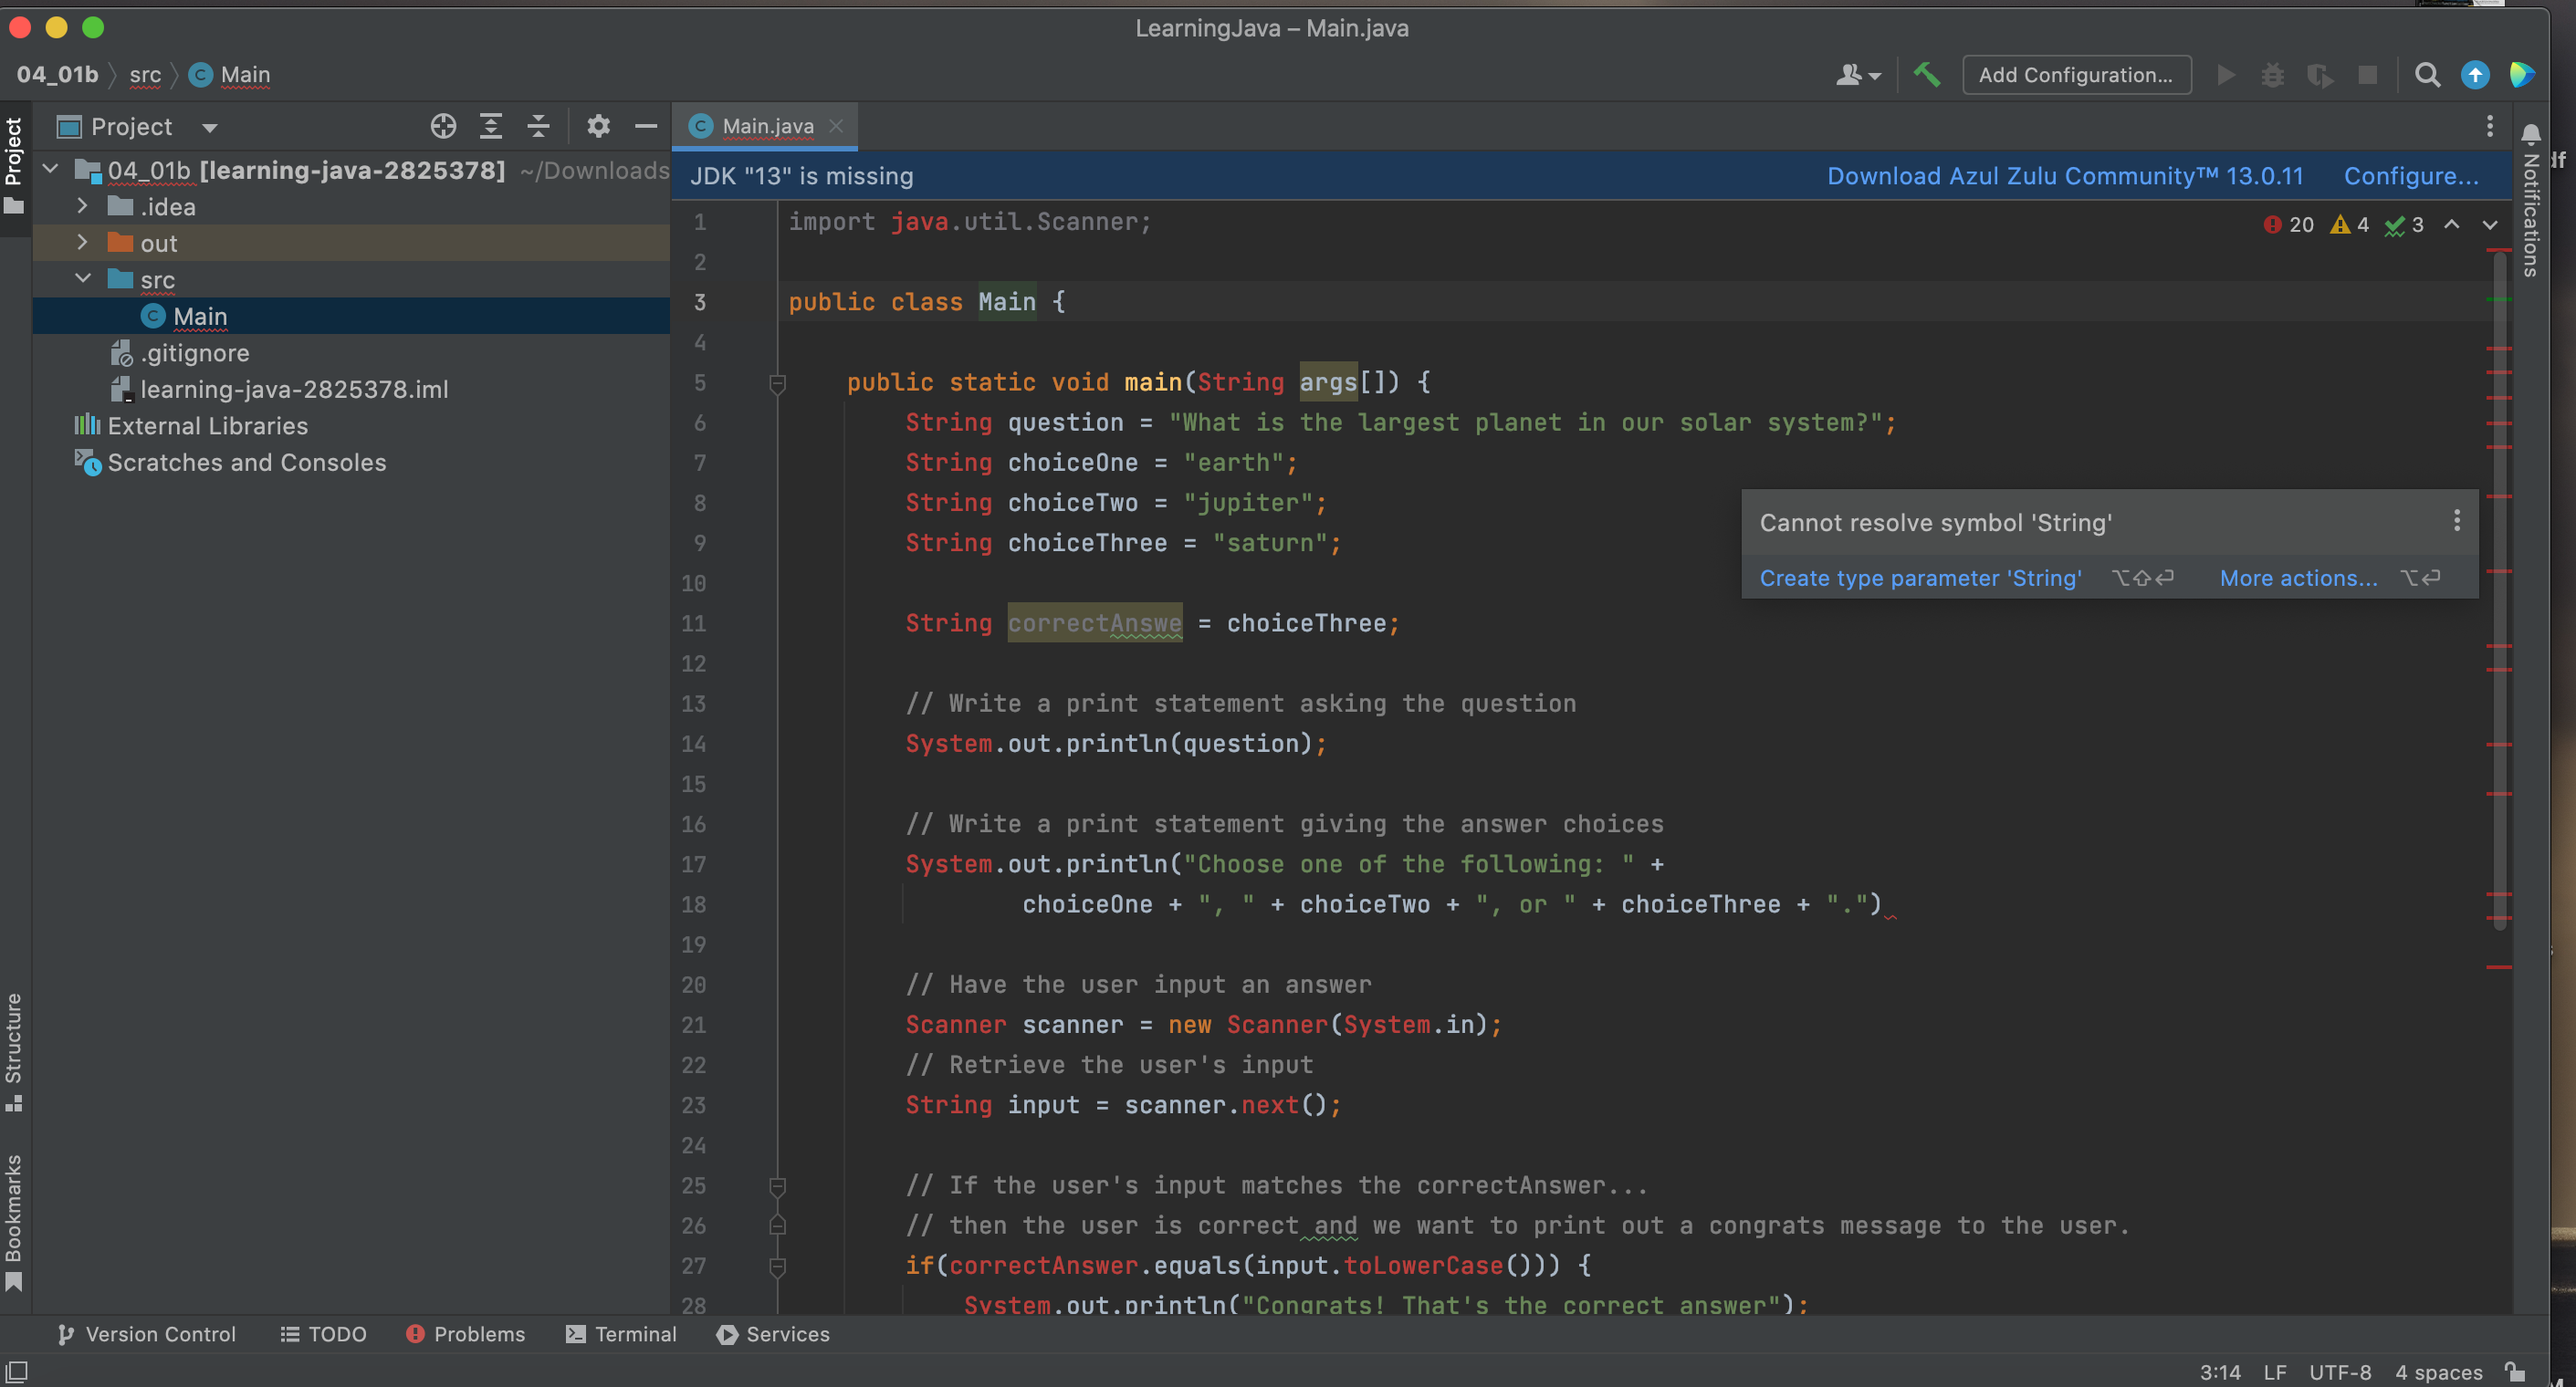 LearningJava – Main.java
04_01b src Main
Add Configuration...
Project
Project
Main.java
04_01b [learning-java-2825378] ~/Downloads
.idea
out
src
Main
.gitignore
learning-java-2825378.iml
External Libraries
Scratches and Consoles
Structure
Bookmarks
JDK "13" is missing
Download Azul Zulu Community™ 13.0.11 Configure...
20 4 3
1 import java.util.Scanner;
2
3 public class Main {
4
5 public static void main(String args[]) {
6 String question = "What is the largest planet in our solar system?";
7 String choiceOne = "earth";
8 String choiceTwo = "jupiter";
9 String choiceThree = "saturn";
10
11 String correctAnswe = choiceThree;
12
13 // Write a print statement asking the question
14 System.out.println(question);
15
16 // Write a print statement giving the answer choices
17 System.out.println("Choose one of the following: " +
18 choiceOne + ", " + choiceTwo + ", or " + choiceThree + ".")
19
20 // Have the user input an answer
21 Scanner scanner = new Scanner(System.in);
22 // Retrieve the user's input
23 String input = scanner.next();
24
25 // If the user's input matches the correctAnswer...
26 // then the user is correct and we want to print out a congrats message to the user.
27 if(correctAnswer.equals(input.toLowerCase())) {
28 System.out.println("Congrats! That's the correct answer");
Cannot resolve symbol 'String'
Create type parameter 'String' ⌥⇧⏎ More actions... ⌥⏎
Notifications
df
Version Control TODO Problems Terminal Services
3:14 LF UTF-8 4 spaces